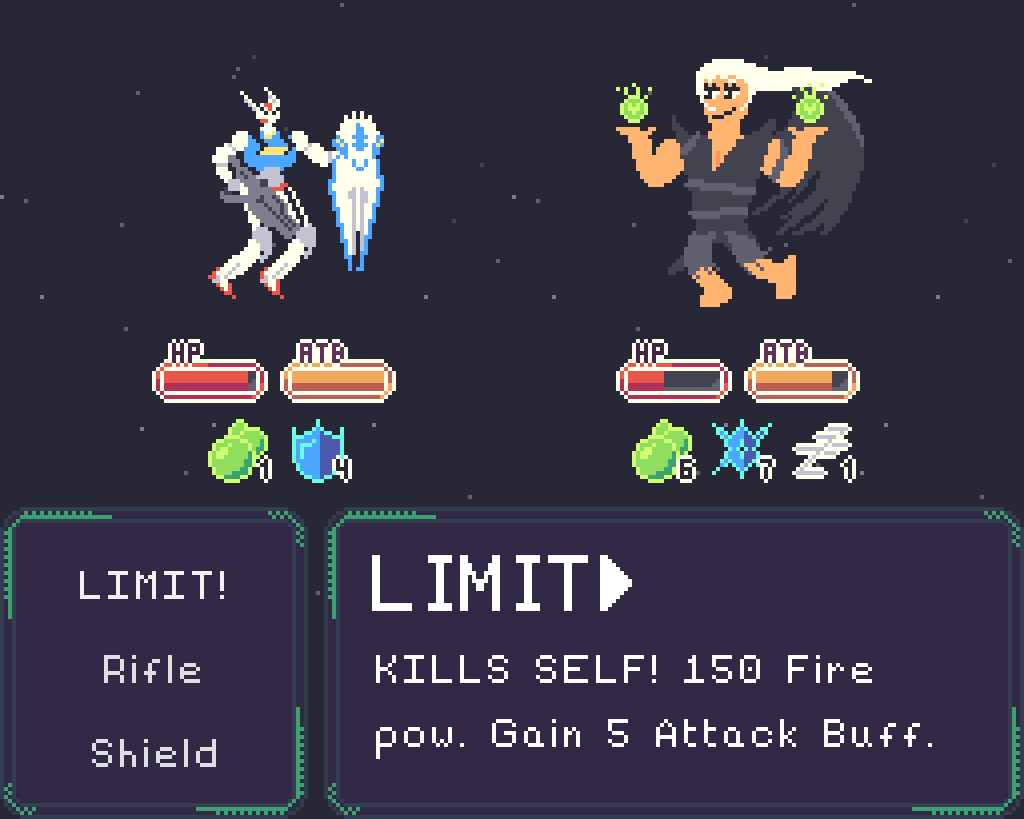 HP ATB HP ATB
1 4 6 7 1
LIMIT!
Rifle
Shield
LIMIT
KILLS SELF! 150 Fire
pow. Gain 5 Attack Buff.